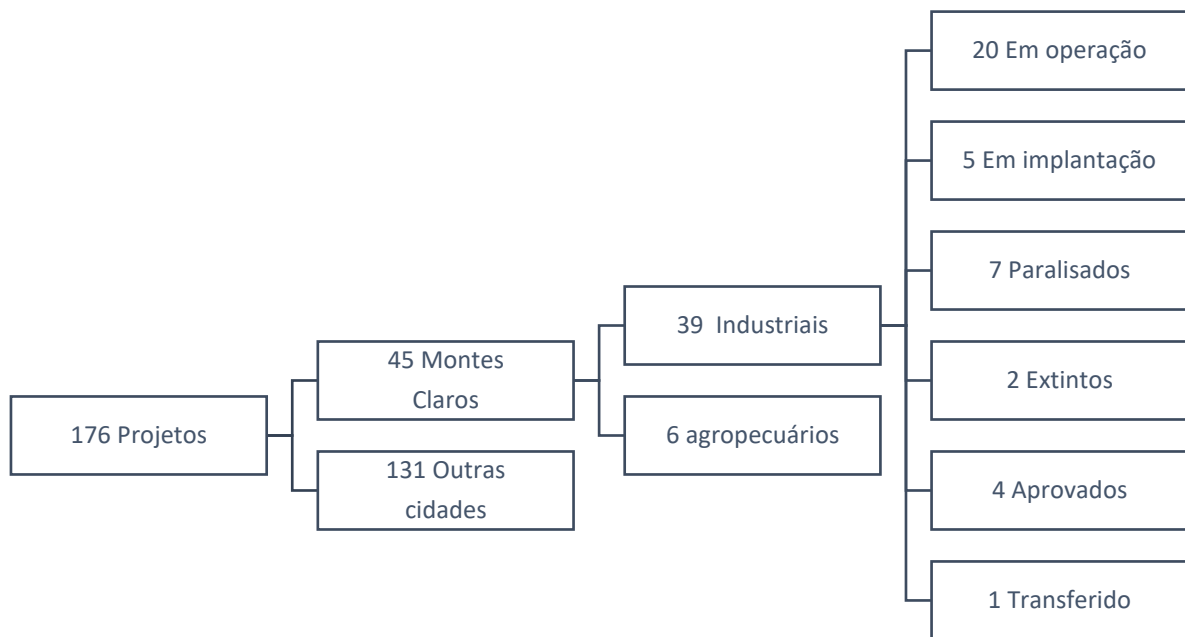 176 Projetos
45 Montes
Claros
131 Outras
cidades
39 Industriais
6 agropecuários
20 Em operação
5 Em implantação
7 Paralisados
2 Extintos
4 Aprovados
1 Transferido